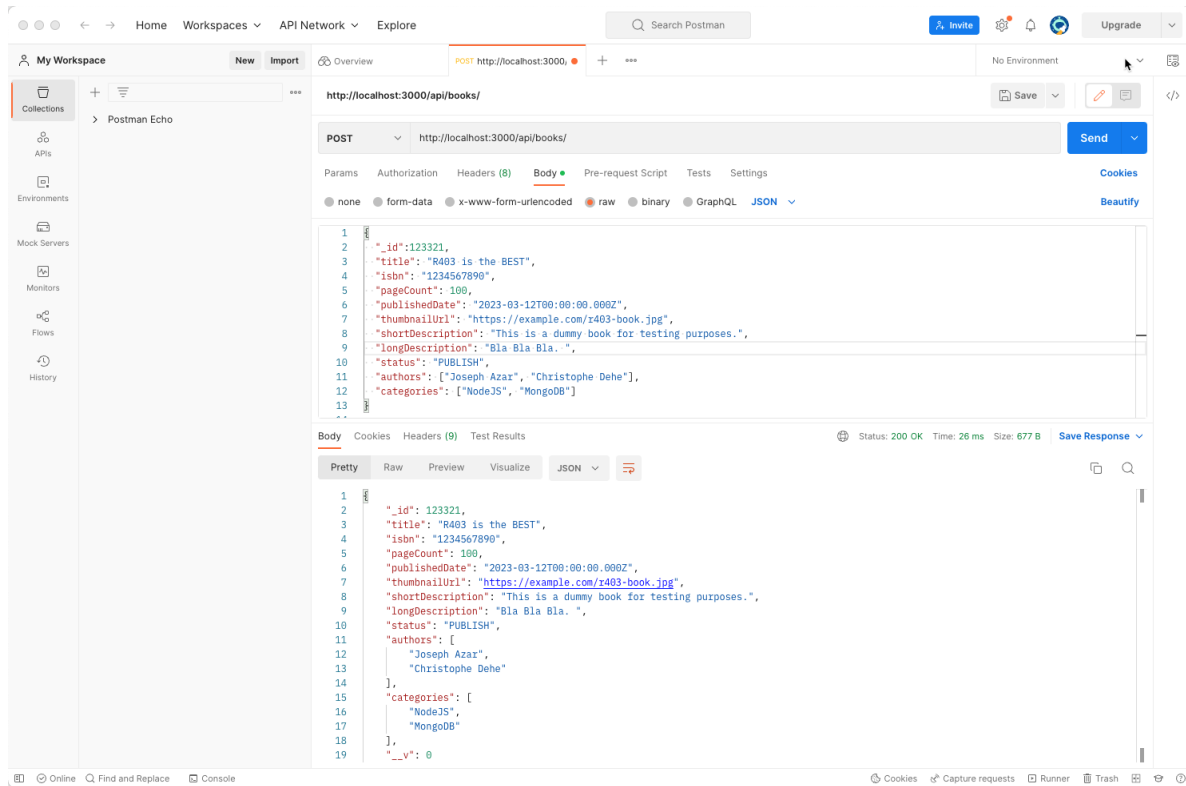 Home Workspaces API Network Explore Search Postman Invite Upgrade
My Workspace New Import Overview POST http://localhost:3000, No Environment
Collections
APIs
Environments
Mock Servers
Monitors
Flows
History
Postman Echo
http://localhost:3000/api/books/ Save
POST http://localhost:3000/api/books/ Send
Params Authorization Headers (8) Body Pre-request Script Tests Settings Cookies
none form-data x-www-form-urlencoded raw binary GraphQL JSON Beautify
1 {
2 "_id":123321,
3 "title": "R403 is the BEST",
4 "isbn": "1234567890",
5 "pageCount": 100,
6 "publishedDate": "2023-03-12T00:00:00.000Z",
7 "thumbnailUrl": "https://example.com/r403-book.jpg",
8 "shortDescription": "This is a dummy book for testing purposes.",
9 "longDescription": "Bla Bla Bla. ",
10 "status": "PUBLISH",
11 "authors": ["Joseph Azar", "Christophe Dehe"],
12 "categories": ["NodeJS", "MongoDB"]
13 }
Body Cookies Headers (9) Test Results Status: 200 OK Time: 26 ms Size: 677 B Save Response
Pretty Raw Preview Visualize JSON
1 {
2 "_id": 123321,
3 "title": "R403 is the BEST",
4 "isbn": "1234567890",
5 "pageCount": 100,
6 "publishedDate": "2023-03-12T00:00:00.000Z",
7 "thumbnailUrl": "https://example.com/r403-book.jpg",
8 "shortDescription": "This is a dummy book for testing purposes.",
9 "longDescription": "Bla Bla Bla. ",
10 "status": "PUBLISH",
11 "authors": [
12 "Joseph Azar",
13 "Christophe Dehe"
14 ],
15 "categories": [
16 "NodeJS",
17 "MongoDB"
18 ],
19 "__v": 0
Online Find and Replace Console Cookies Capture requests Runner Trash